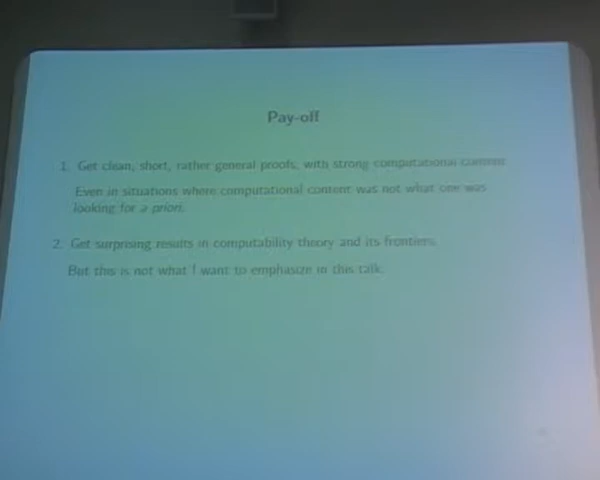 Pay-off
1. Get clean, short, rather general proofs, with strong computational content.
Even in situations where computational content was not what one was
looking for a priori.
2. Get surprising results in computability theory and its frontiers.
But this is not what I want to emphasize in this talk.